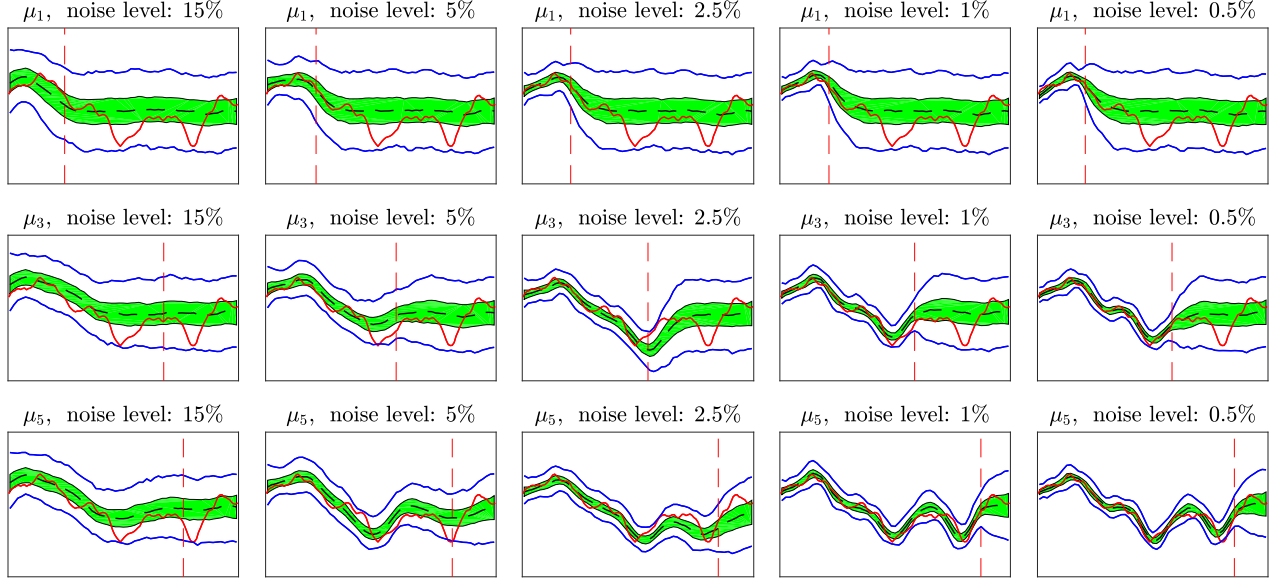 μ₁, noise level: 15%
μ₁, noise level: 5%
μ₁, noise level: 2.5%
μ₁, noise level: 1%
μ₁, noise level: 0.5%
μ₃, noise level: 15%
μ₃, noise level: 5%
μ₃, noise level: 2.5%
μ₃, noise level: 1%
μ₃, noise level: 0.5%
μ₅, noise level: 15%
μ₅, noise level: 5%
μ₅, noise level: 2.5%
μ₅, noise level: 1%
μ₅, noise level: 0.5%